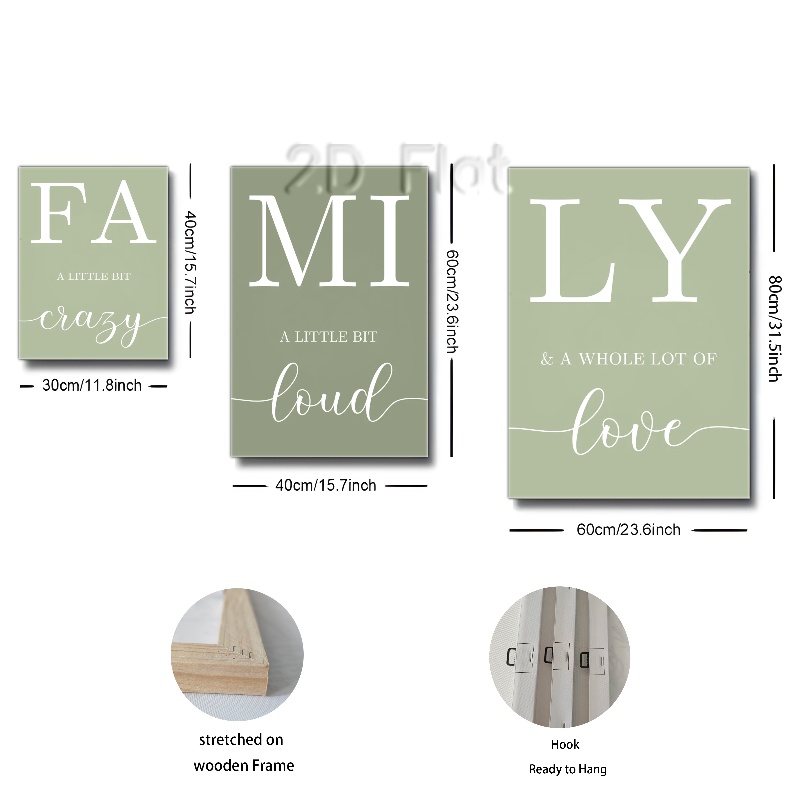 2D Flat
FA
A LITTLE BIT
crazy
40cm/15.7inch
30cm/11.8inch
MI
A LITTLE BIT
loud
60cm/23.6inch
40cm/15.7inch
LY
& A WHOLE LOT OF
love
80cm/31.5inch
60cm/23.6inch
stretched on
wooden Frame
Hook
Ready to Hang